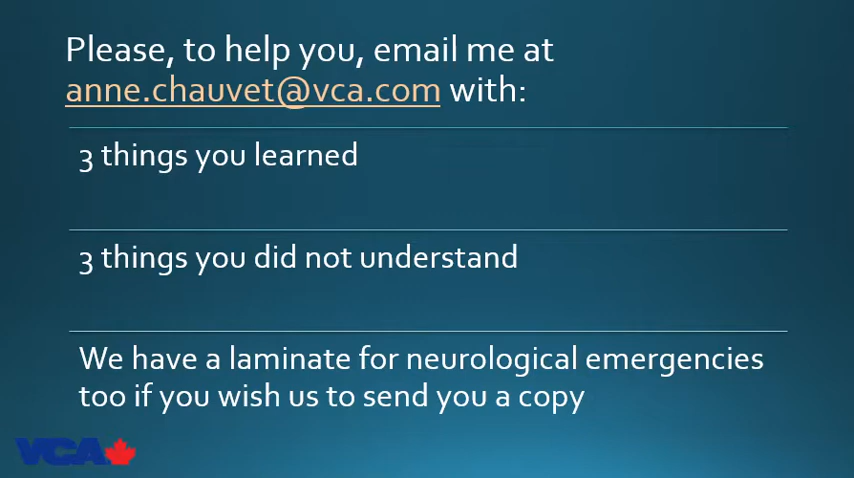 Please, to help you, email me at
anne.chauvet@vca.com with:
3 things you learned
3 things you did not understand
We have a laminate for neurological emergencies
too if you wish us to send you a copy
VCA